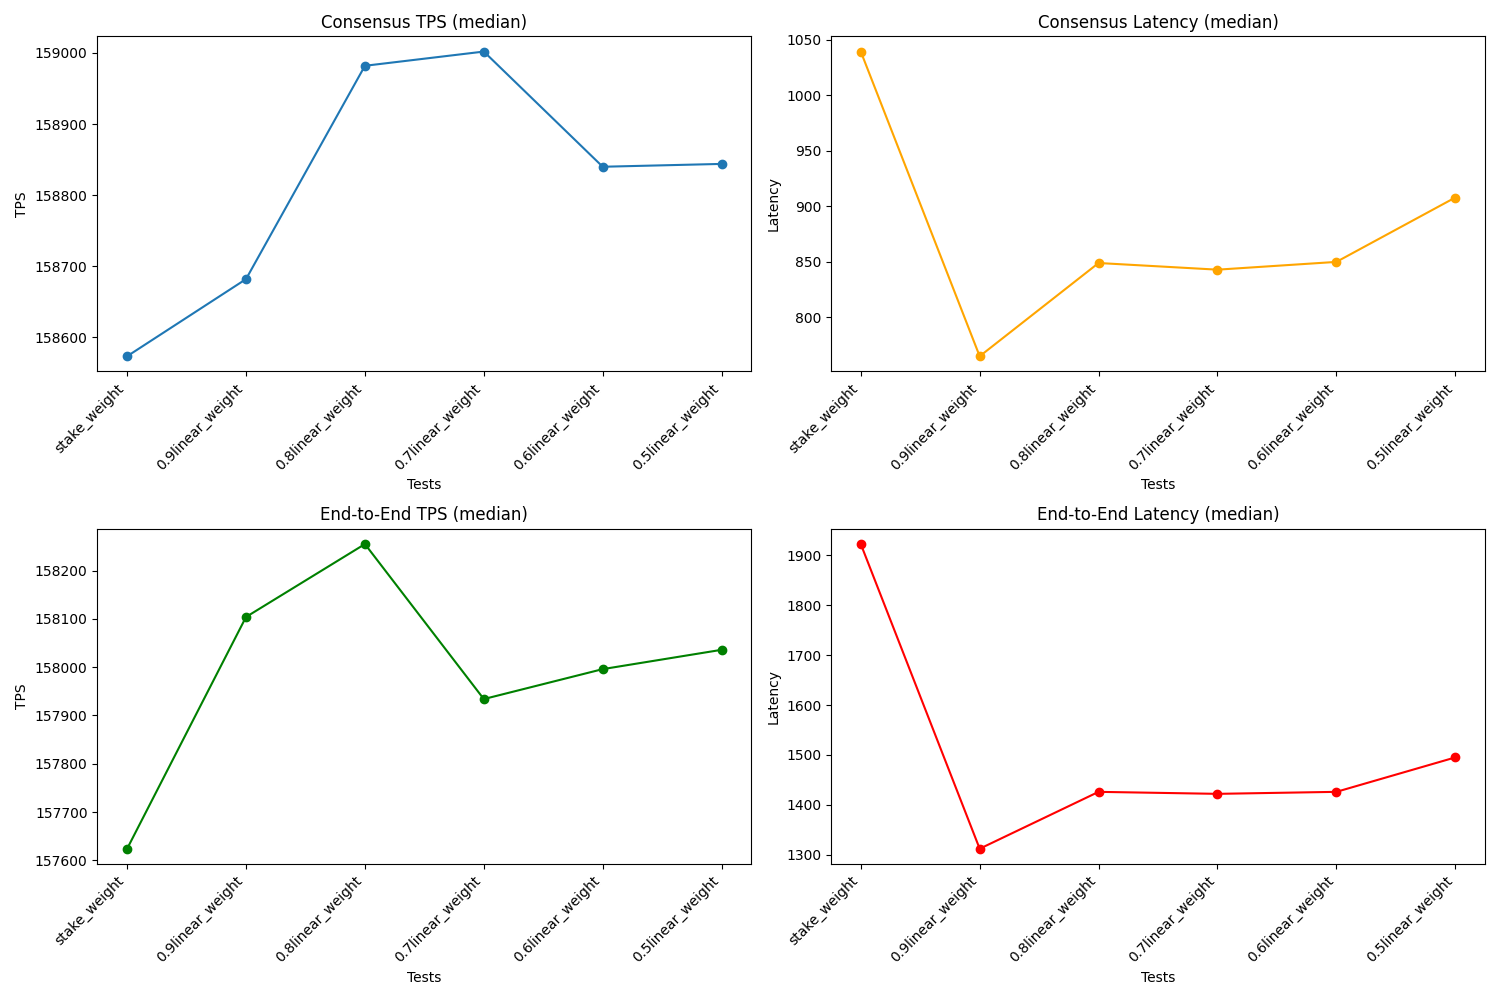 Consensus TPS (median)
TPS
159000
158900
158800
158700
158600
stake_weight
0.9linear_weight
0.8linear_weight
0.7linear_weight
0.6linear_weight
0.5linear_weight
Tests
Consensus Latency (median)
Latency
1050
1000
950
900
850
800
stake_weight
0.9linear_weight
0.8linear_weight
0.7linear_weight
0.6linear_weight
0.5linear_weight
Tests
End-to-End TPS (median)
TPS
158200
158100
158000
157900
157800
157700
157600
stake_weight
0.9linear_weight
0.8linear_weight
0.7linear_weight
0.6linear_weight
0.5linear_weight
Tests
End-to-End Latency (median)
Latency
1900
1800
1700
1600
1500
1400
1300
stake_weight
0.9linear_weight
0.8linear_weight
0.7linear_weight
0.6linear_weight
0.5linear_weight
Tests